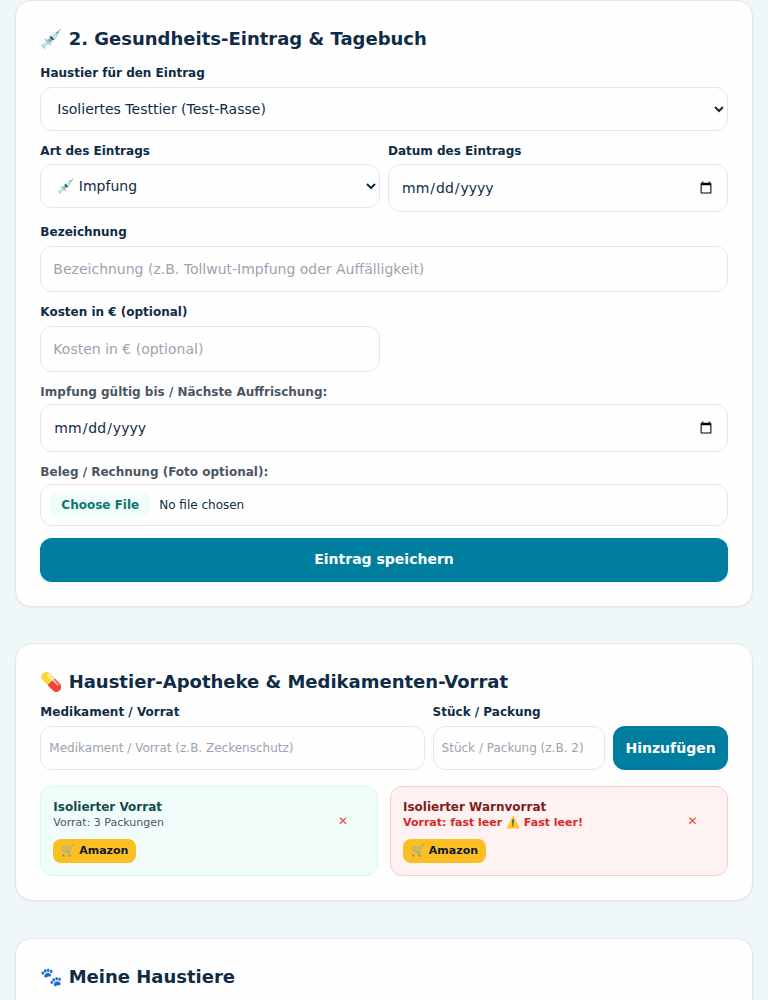 💉 2. Gesundheits-Eintrag & Tagebuch
Haustier für den Eintrag
Isoliertes Testtier (Test-Rasse)
Art des Eintrags
Datum des Eintrags
💉 Impfung
mm/dd/yyyy
Bezeichnung
Bezeichnung (z.B. Tollwut-Impfung oder Auffälligkeit)
Kosten in € (optional)
Kosten in € (optional)
Impfung gültig bis / Nächste Auffrischung:
mm/dd/yyyy
Beleg / Rechnung (Foto optional):
Choose File No file chosen
Eintrag speichern
💊 Haustier-Apotheke & Medikamenten-Vorrat
Medikament / Vorrat
Stück / Packung
Medikament / Vorrat (z.B. Zeckenschutz)
Stück / Packung (z.B. 2)
Hinzufügen
Isolierter Vorrat
Vorrat: 3 Packungen
×
🛒 Amazon
Isolierter Warnvorrat
Vorrat: fast leer ⚠️ Fast leer!
×
🛒 Amazon
🐾 Meine Haustiere